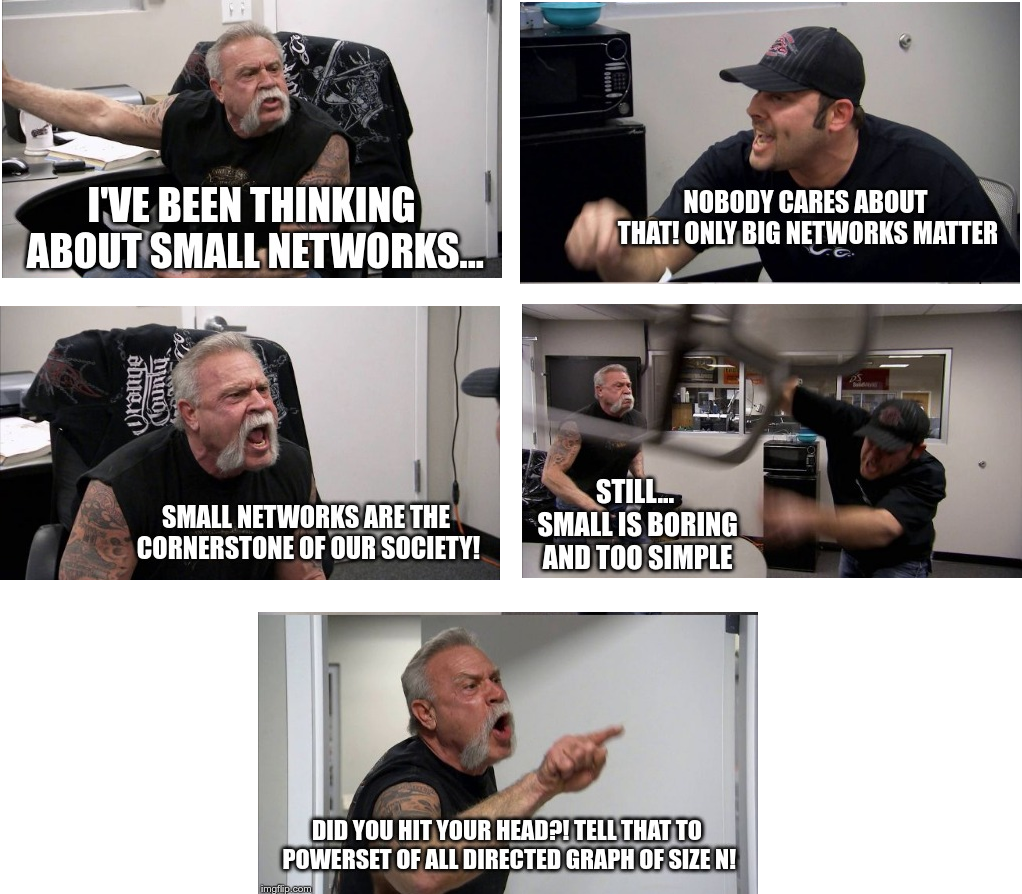 I'VE BEEN THINKING
ABOUT SMALL NETWORKS...
NOBODY CARES ABOUT
THAT! ONLY BIG NETWORKS MATTER
Orange
County
SMALL NETWORKS ARE THE
CORNERSTONE OF OUR SOCIETY!
STILL...
SMALL IS BORING
AND TOO SIMPLE
DID YOU HIT YOUR HEAD?! TELL THAT TO
POWERSET OF ALL DIRECTED GRAPH OF SIZE N!
imgflip.com